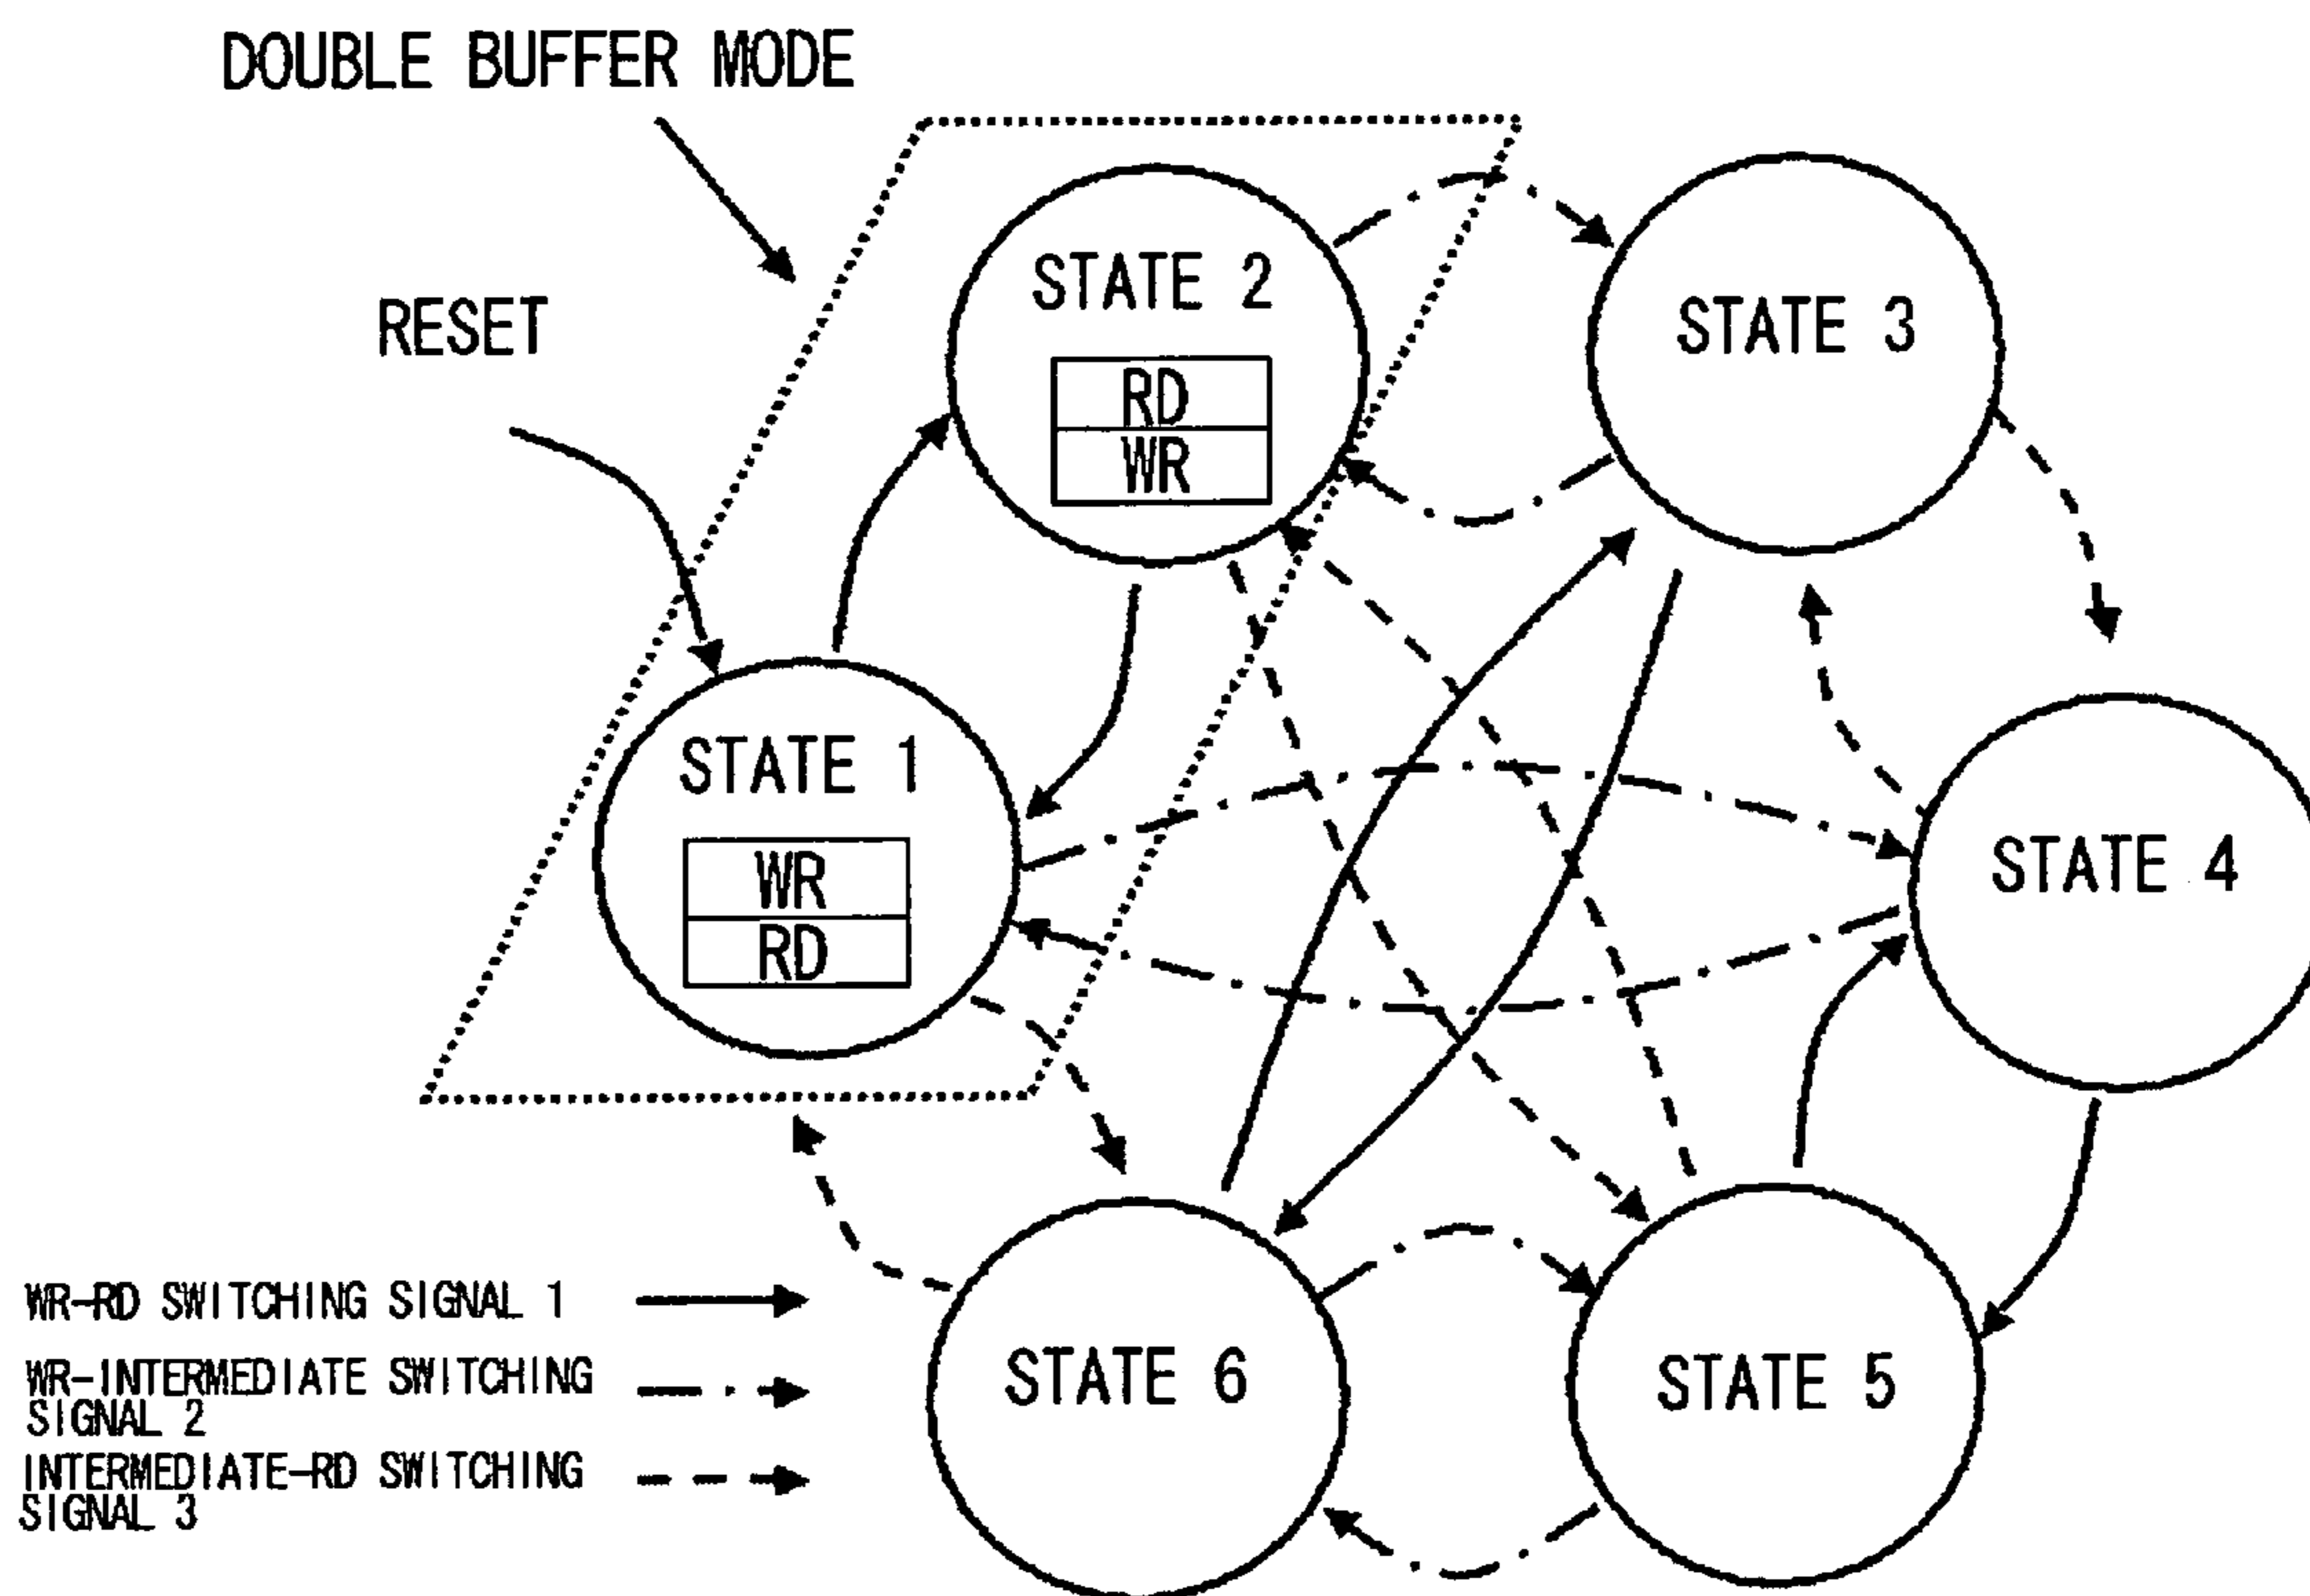 DOUBLE BUFFER MODE
RESET
STATE 2
RD
WR
STATE 3
STATE 1
WR
RD
STATE 4
STATE 6
STATE 5
WR-RD SWITCHING SIGNAL 1
WR-INTERMEDIATE SWITCHING
SIGNAL 2
INTERMEDIATE-RD SWITCHING
SIGNAL 3